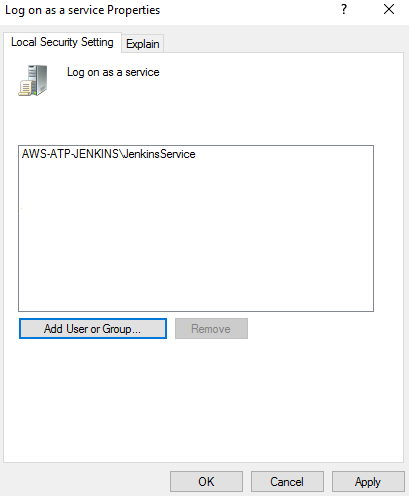 Log on as a service Properties
?
Local Security Setting
Explain
Log on as a service
AWS-ATP-JENKINS\JenkinsService
Add User or Group...
Remove
OK
Cancel
Apply